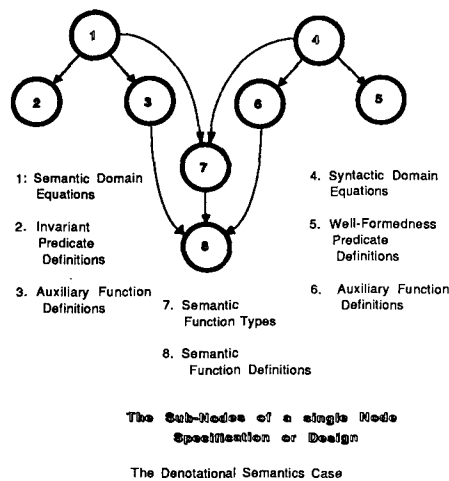 1
4
2
3
6
5
7
8
1: Semantic Domain
Equations
2. Invariant
Predicate
Definitions
3. Auxiliary Function
Definitions
4. Syntactic Domain
Equations
5. Well-Formedness
Predicate
Definitions
6. Auxiliary Function
Definitions
7. Semantic
Function Types
8. Semantic
Function Definitions
The Sub-Nodes of a single Node
Specification or Design
The Denotational Semantics Case